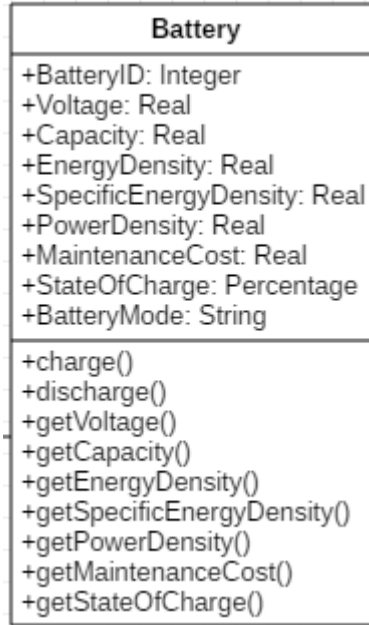 Battery
+BatteryID: Integer
+Voltage: Real
+Capacity: Real
+EnergyDensity: Real
+SpecificEnergyDensity: Real
+PowerDensity: Real
+MaintenanceCost: Real
+StateOfCharge: Percentage
+BatteryMode: String
+charge()
+discharge()
+getVoltage()
+getCapacity()
+getEnergyDensity()
+getSpecificEnergyDensity()
+getPowerDensity()
+getMaintenanceCost()
+getStateOfCharge()